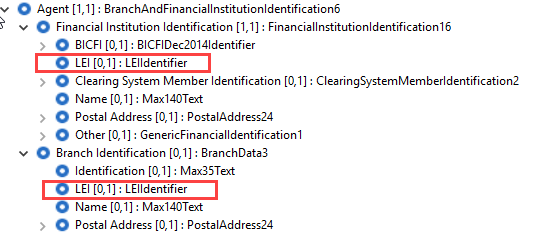 Agent [1,1] : BranchAndFinancialInstitutionIdentification6
Financial Institution Identification [1,1] : FinancialInstitutionIdentification16
BICFI [0,1] : BICFIDec2014Identifier
LEI [0,1] : LEIIdentifier
Clearing System Member Identification [0,1] : ClearingSystemMemberIdentification2
Name [0,1] : Max140Text
Postal Address [0,1] : PostalAddress24
Other [0,1] : GenericFinancialIdentification1
Branch Identification [0,1] : BranchData3
Identification [0,1] : Max35Text
LEI [0,1] : LEIIdentifier
Name [0,1] : Max140Text
Postal Address [0,1] : PostalAddress24